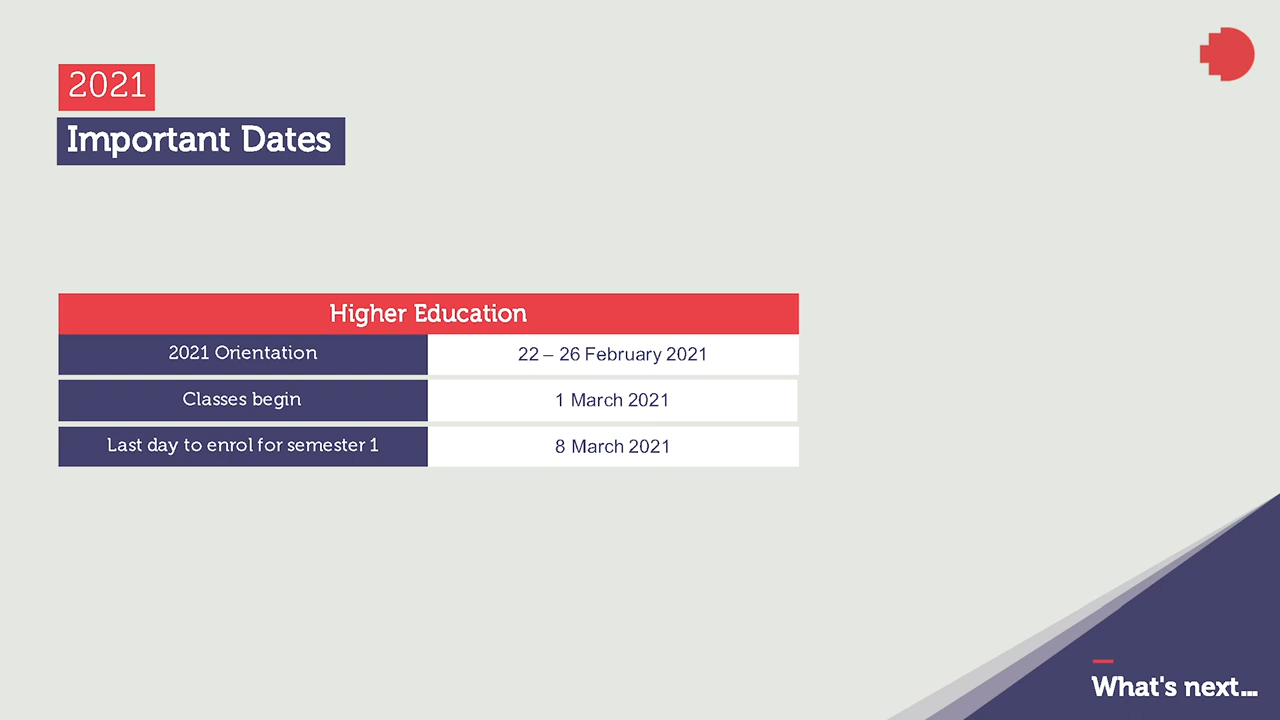 2021
Important Dates
Higher Education
2021 Orientation 22 – 26 February 2021
Classes begin 1 March 2021
Last day to enrol for semester 1 8 March 2021
What's next...